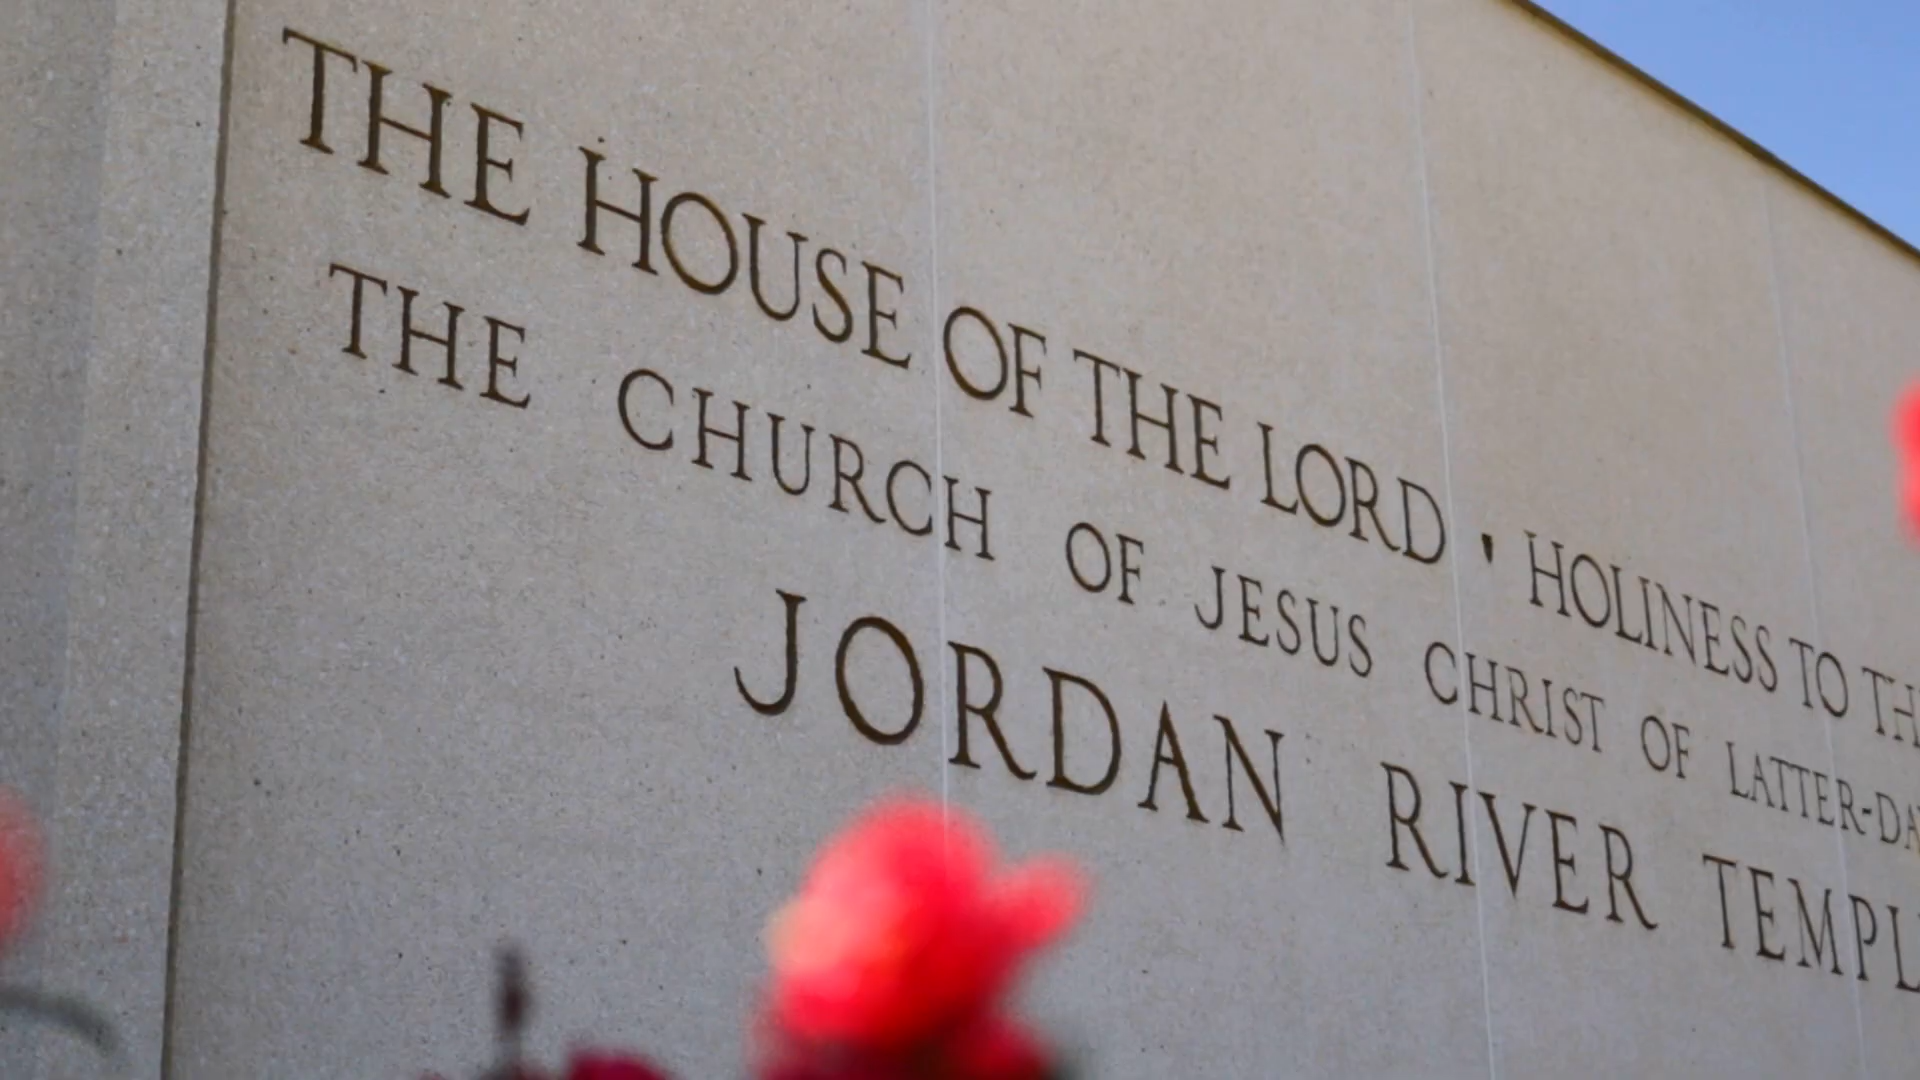 THE HOUSE OF THE LORD · HOLINESS TO TH
THE CHURCH OF JESUS CHRIST OF LATTER-DA
JORDAN RIVER TEMPL